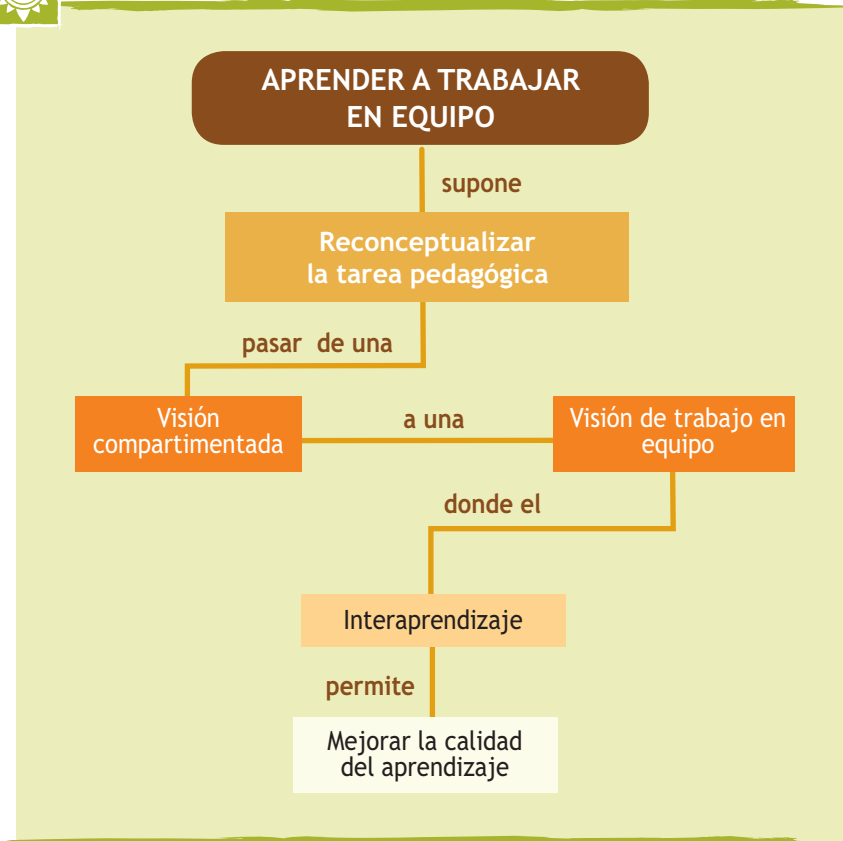 APRENDER A TRABAJAR
EN EQUIPO
supone
Reconceptualizar
la tarea pedagógica
pasar de una
Visión
compartimentada
a una
Visión de trabajo en
equipo
donde el
Interaprendizaje
permite
Mejorar la calidad
del aprendizaje